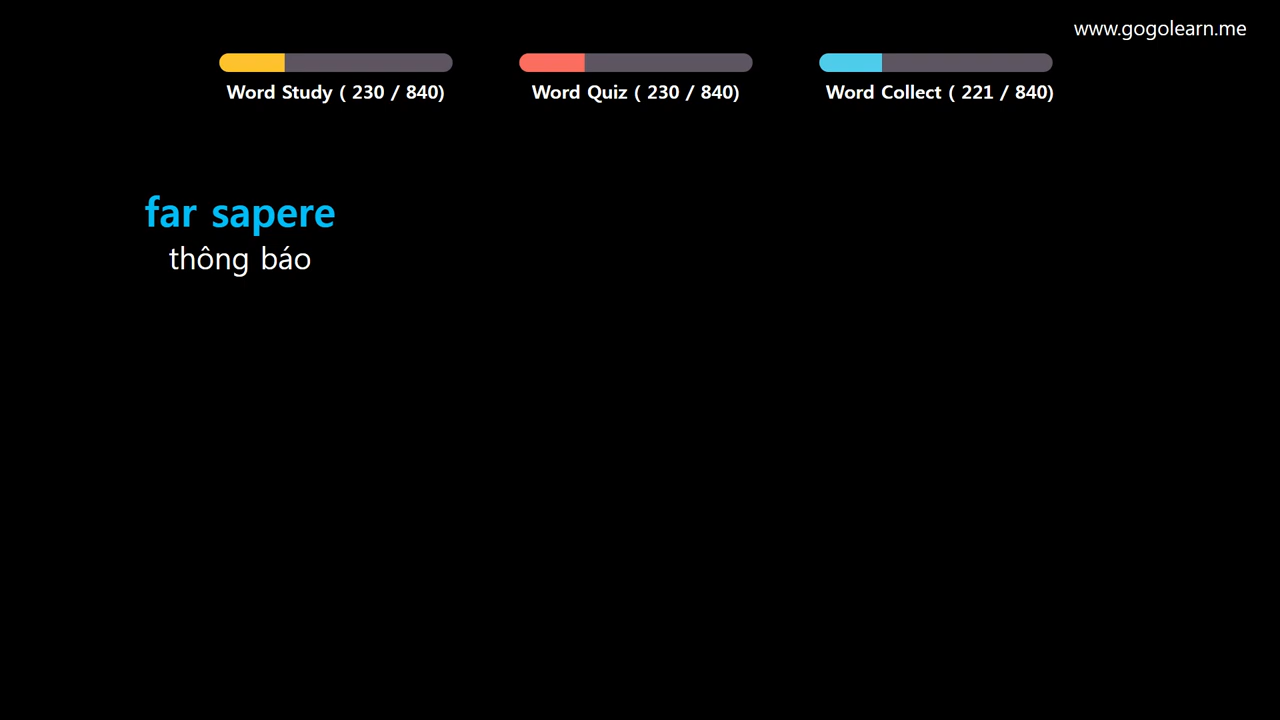 www.gogolearn.me
Word Study ( 230 / 840)
Word Quiz ( 230 / 840)
Word Collect ( 221 / 840)
far sapere
thông báo